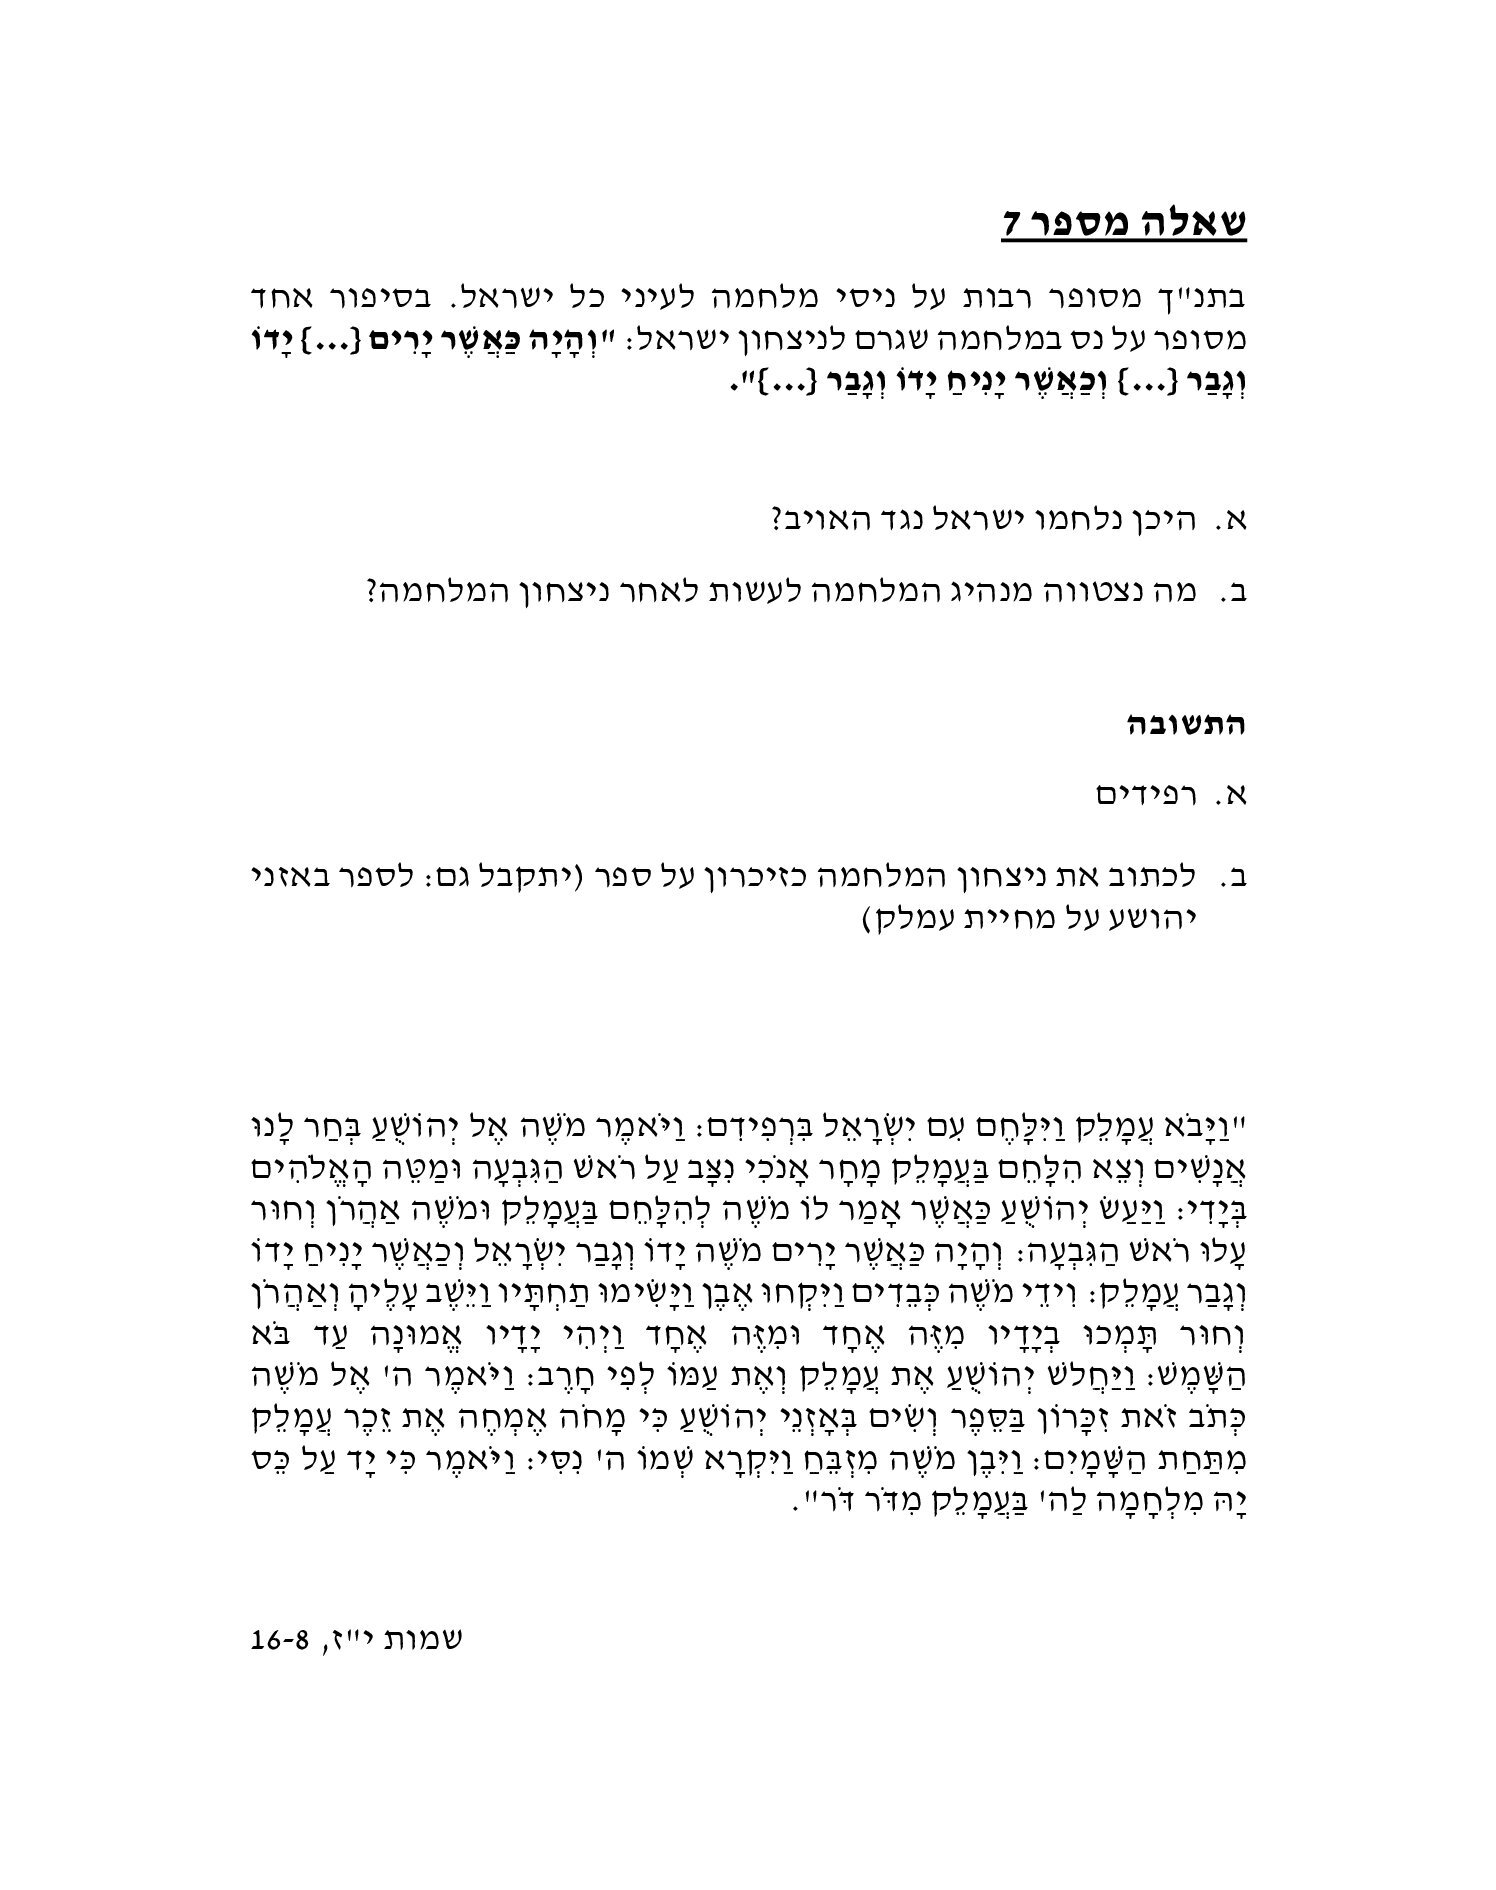 שאלה מספר 7
בתנ"ך מסופר רבות על ניסי מלחמה לעיני כל ישראל. בסיפור אחד
מסופר על נס במלחמה שגרם לניצחון ישראל: "וְהָיָה כַּאֲשֶׁר יָרִים {...} יָדוֹ
וְגָבַר {...} וְכַאֲשֶׁר יָנִיחַ יָדוֹ וְגָבַר {...}".
א. היכן נלחמו ישראל נגד האויב?
ב. מה נצטווה מנהיג המלחמה לעשות לאחר ניצחון המלחמה?
התשובה
א. רפידים
ב. לכתוב את ניצחון המלחמה כזיכרון על ספר (יתקבל גם: לספר באזני
יהושע על מחיית עמלק)
"וַיָּבֹא עֲמָלֵק וַיִּלָּחֶם עִם יִשְׂרָאֵל בִּרְפִידִם: וַיֹּאמֶר מֹשֶׁה אֶל יְהוֹשֻׁעַ בְּחַר לָנוּ
אֲנָשִׁים וְצֵא הִלָּחֵם בַּעֲמָלֵק מָחָר אָנֹכִי נִצָּב עַל רֹאשׁ הַגִּבְעָה וּמַטֵּה הָאֱלֹהִים
בְּיָדִי: וַיַּעַשׂ יְהוֹשֻׁעַ כַּאֲשֶׁר אָמַר לוֹ מֹשֶׁה לְהִלָּחֵם בַּעֲמָלֵק וּמֹשֶׁה אַהֲרֹן וְחוּר
עָלוּ רֹאשׁ הַגִּבְעָה: וְהָיָה כַּאֲשֶׁר יָרִים מֹשֶׁה יָדוֹ וְגָבַר יִשְׂרָאֵל וְכַאֲשֶׁר יָנִיחַ יָדוֹ
וְגָבַר עֲמָלֵק: וִידֵי מֹשֶׁה כְּבֵדִים וַיִּקְחוּ אֶבֶן וַיָּשִׂימוּ תַחְתָּיו וַיֵּשֶׁב עָלֶיהָ וְאַהֲרֹן
וְחוּר תָּמְכוּ בְיָדָיו מִזֶּה אֶחָד וּמִזֶּה אֶחָד וַיְהִי יָדָיו אֱמוּנָה עַד בֹּא
הַשָּׁמֶשׁ: וַיַּחֲלֹשׁ יְהוֹשֻׁעַ אֶת עֲמָלֵק וְאֶת עַמּוֹ לְפִי חָרֶב: וַיֹּאמֶר ה' אֶל מֹשֶׁה
כְּתֹב זֹאת זִכָּרוֹן בַּסֵּפֶר וְשִׂים בְּאָזְנֵי יְהוֹשֻׁעַ כִּי מָחֹה אֶמְחֶה אֶת זֵכֶר עֲמָלֵק
מִתַּחַת הַשָּׁמָיִם: וַיִּבֶן מֹשֶׁה מִזְבֵּחַ וַיִּקְרָא שְׁמוֹ ה' נִסִּי: וַיֹּאמֶר כִּי יָד עַל כֵּס
יָהּ מִלְחָמָה לַה' בַּעֲמָלֵק מִדֹּר דֹּר".
שמות י"ז, 16-8